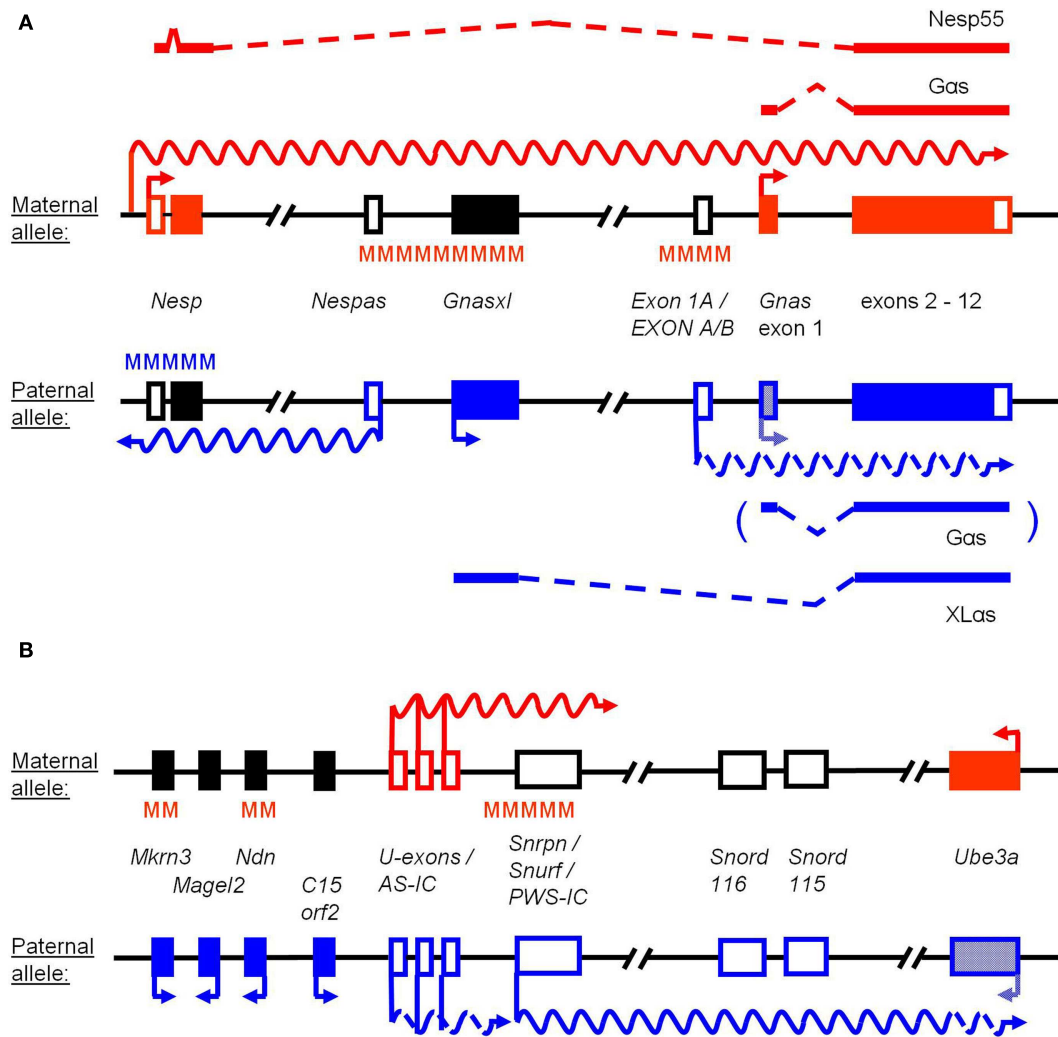 A
Nesp55
Gαs
Maternal
allele:
MMMMMMMMMM
MMMM
Nesp
Nespas
Gnasxl
Exon 1A /
EXON A/B
Gnas
exon 1
exons 2 - 12
MMMMM
Paternal
allele:
( Gαs )
XLαs
B
Maternal
allele:
MM
MM
MMMMM
Mkrn3
Magel2
Ndn
C15
orf2
U-exons /
AS-IC
Snrpn /
Snurf /
PWS-IC
Snord
116
Snord
115
Ube3a
Paternal
allele: